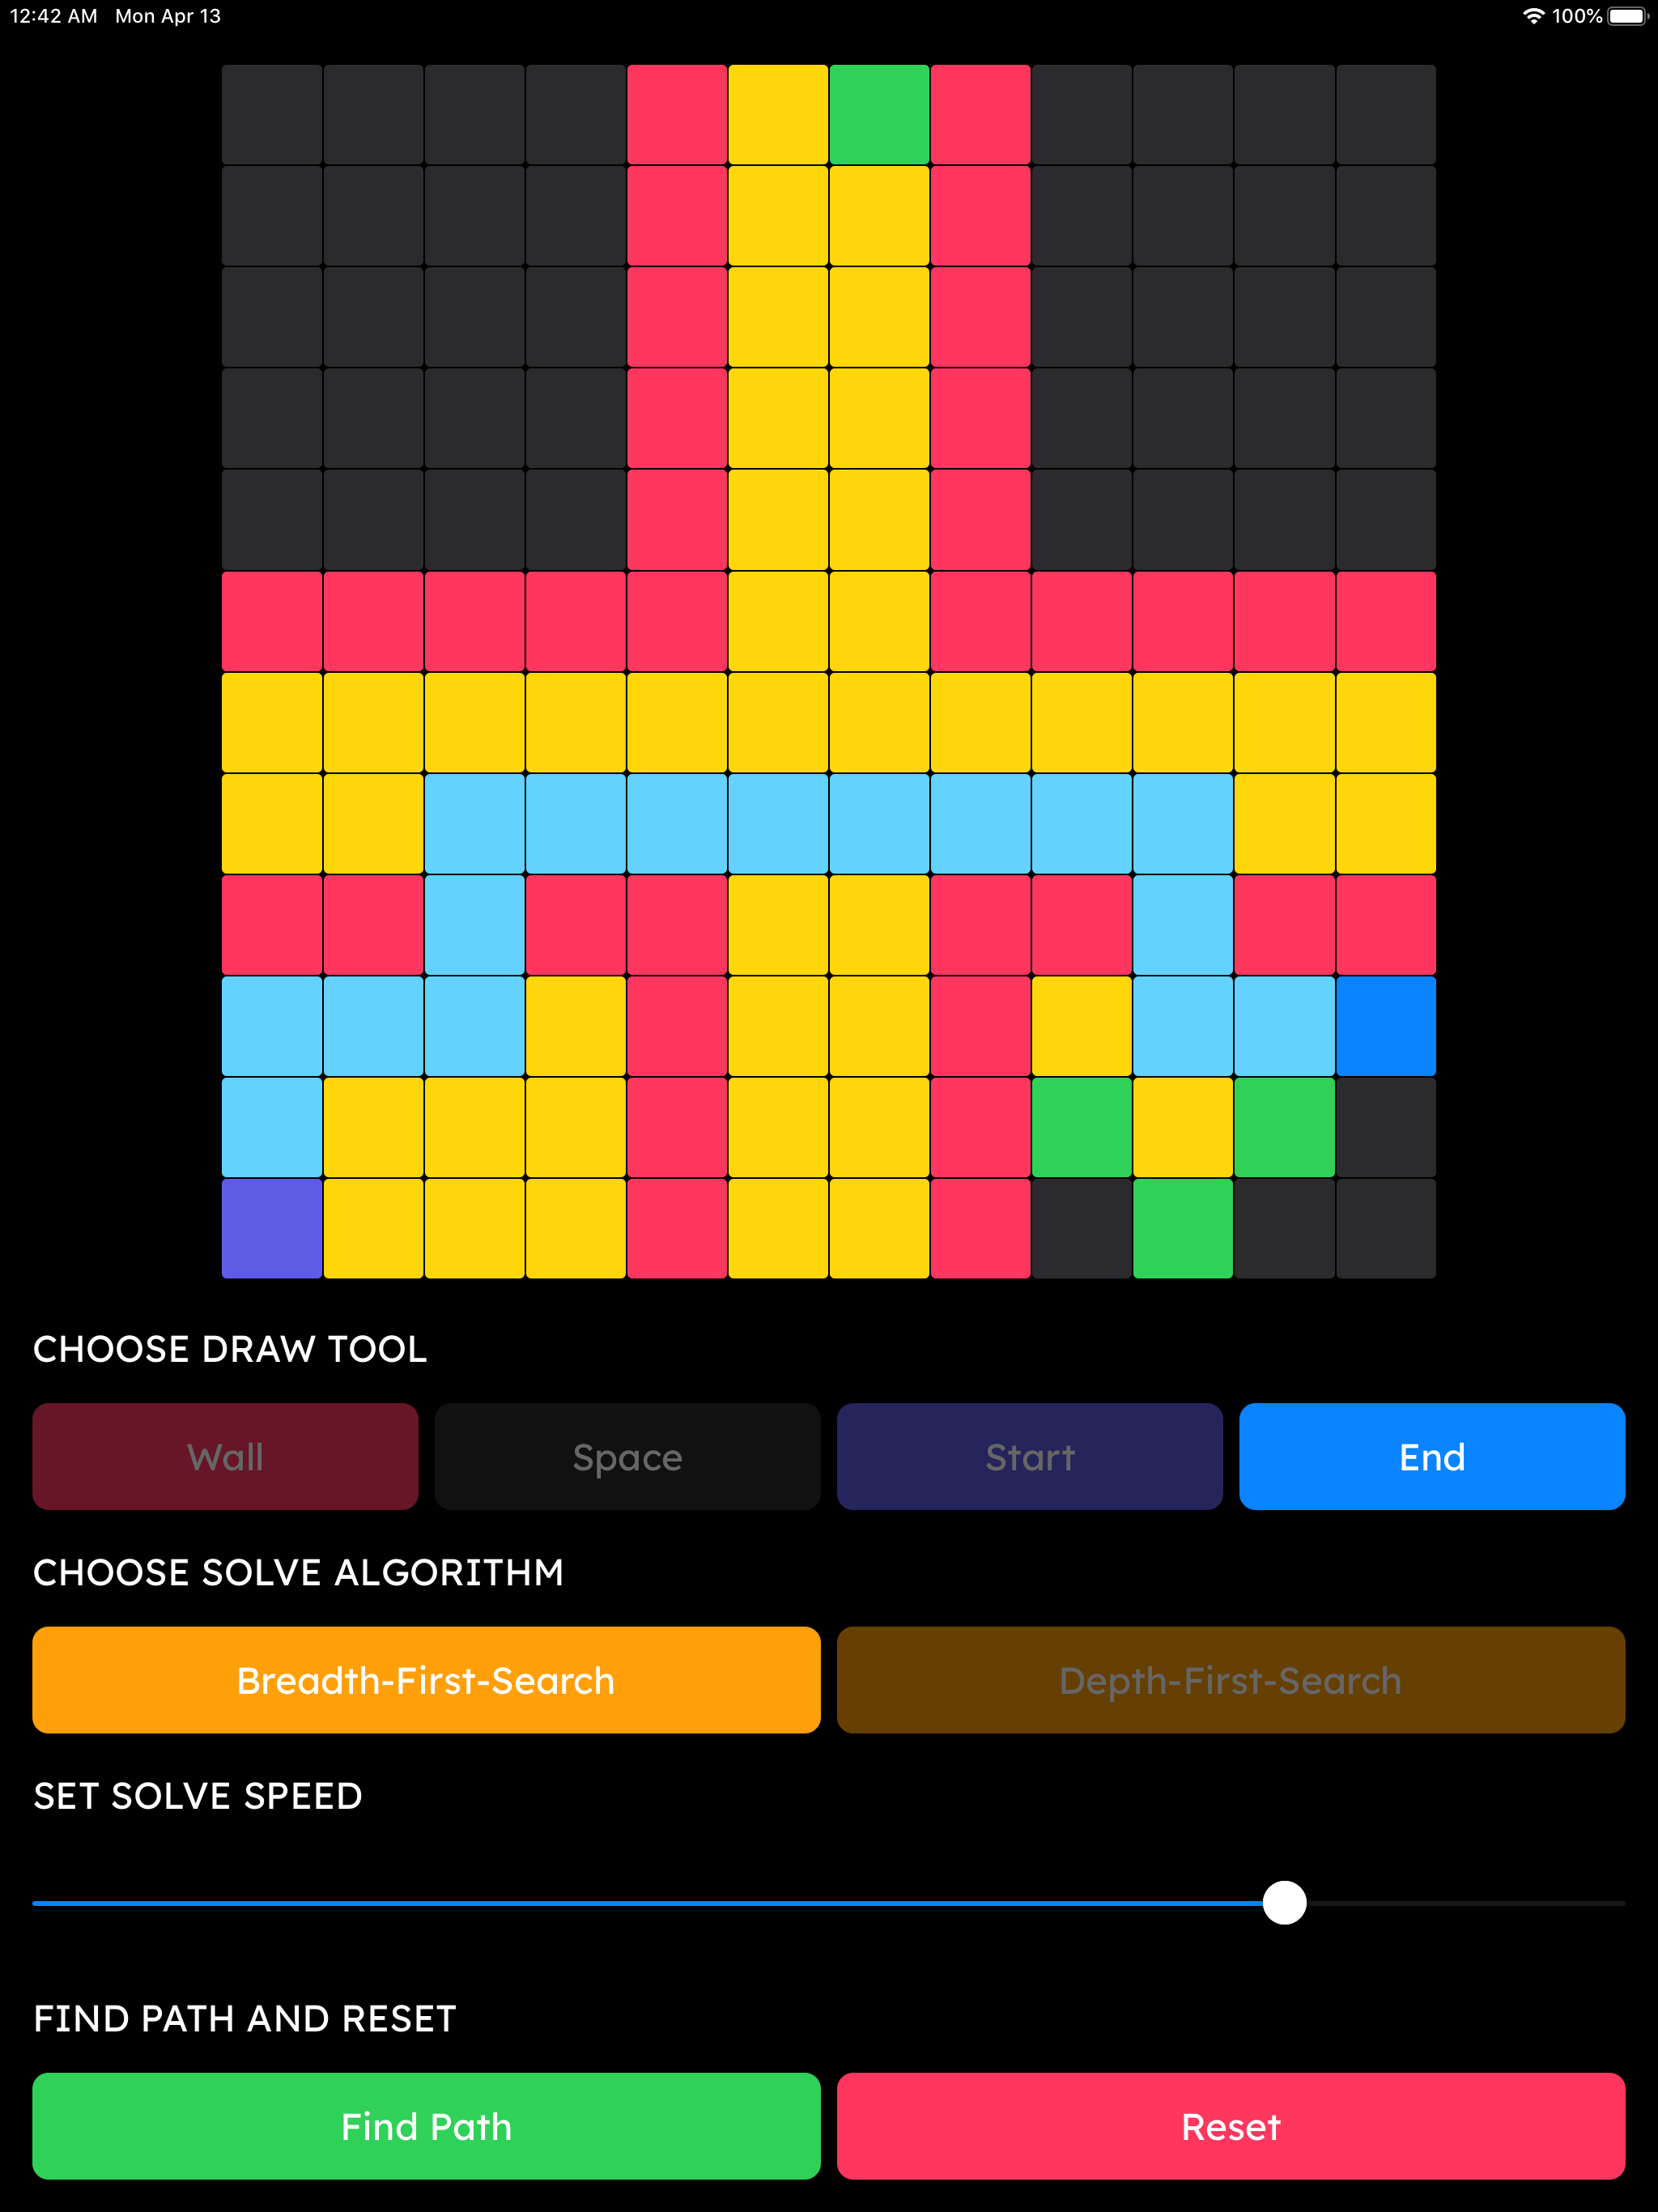 12:42 AM Mon Apr 13 100%
CHOOSE DRAW TOOL
Wall Space Start End
CHOOSE SOLVE ALGORITHM
Breadth-First-Search Depth-First-Search
SET SOLVE SPEED
FIND PATH AND RESET
Find Path Reset